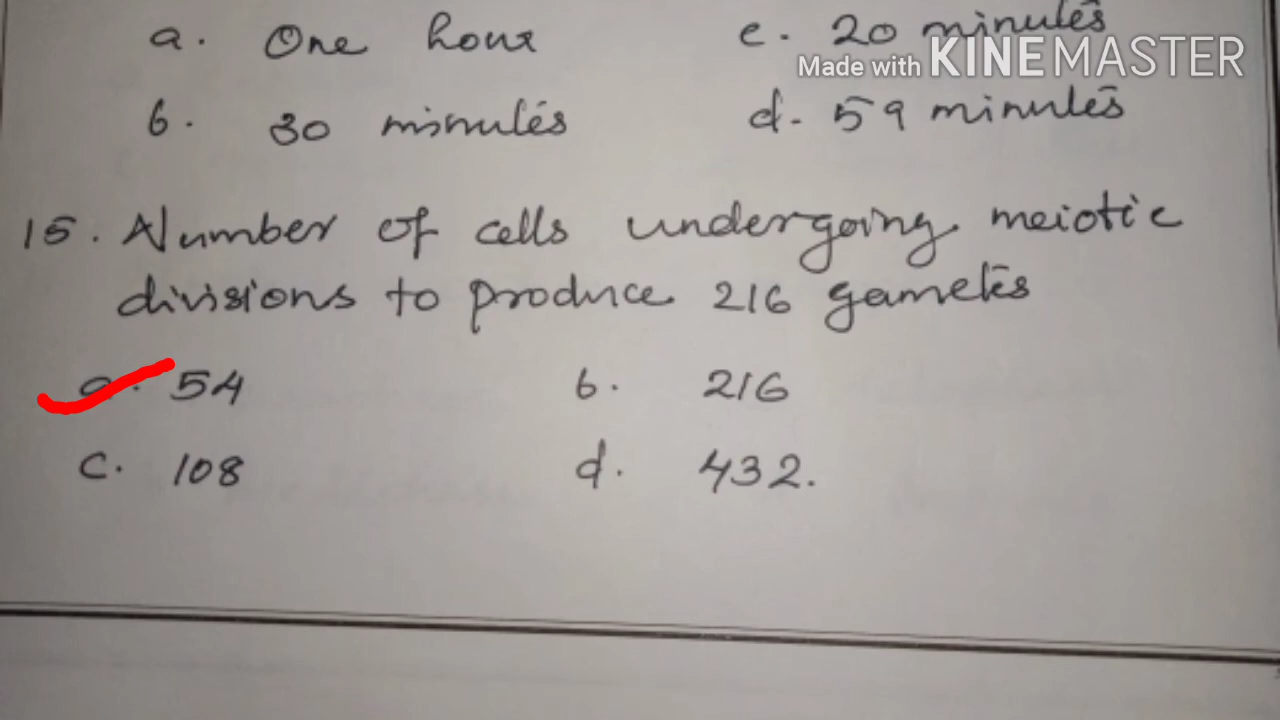 a. One hour e. 20 minutes
Made with KINEMASTER
b. 30 minutes d. 59 minutes
15. Number of cells undergoing meiotic
divisions to produce 216 gametes
a. 54 b. 216
c. 108 d. 432.